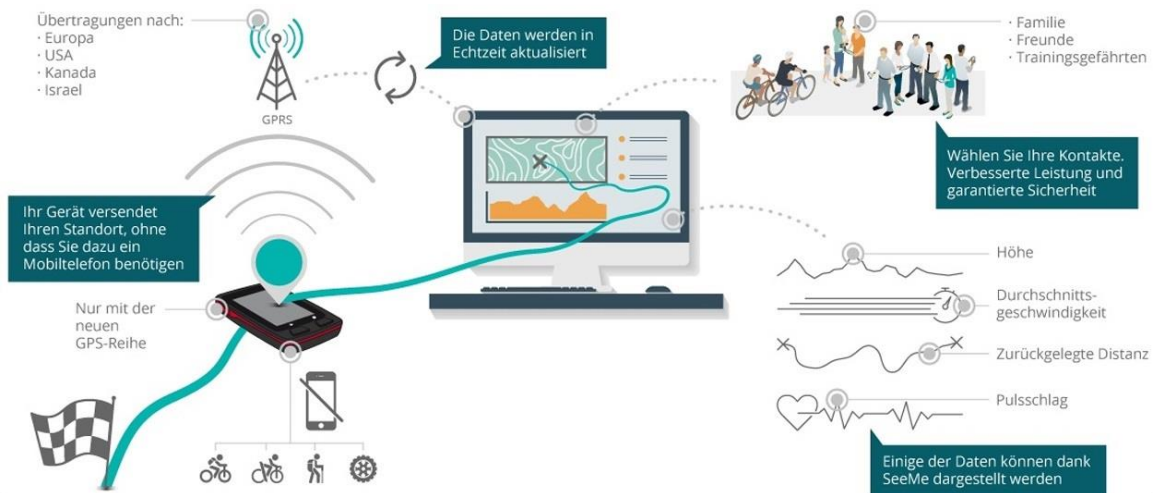 Übertragungen nach:
· Europa
· USA
· Kanada
· Israel
GPRS
Die Daten werden in
Echtzeit aktualisiert
· Familie
· Freunde
· Trainingsgefährten
Wählen Sie Ihre Kontakte.
Verbesserte Leistung und
garantierte Sicherheit
Ihr Gerät versendet
Ihren Standort, ohne
dass Sie dazu ein
Mobiltelefon benötigen
Nur mit der
neuen
GPS-Reihe
Höhe
Durchschnitts-
geschwindigkeit
Zurückgelegte Distanz
Pulsschlag
Einige der Daten können dank
SeeMe dargestellt werden